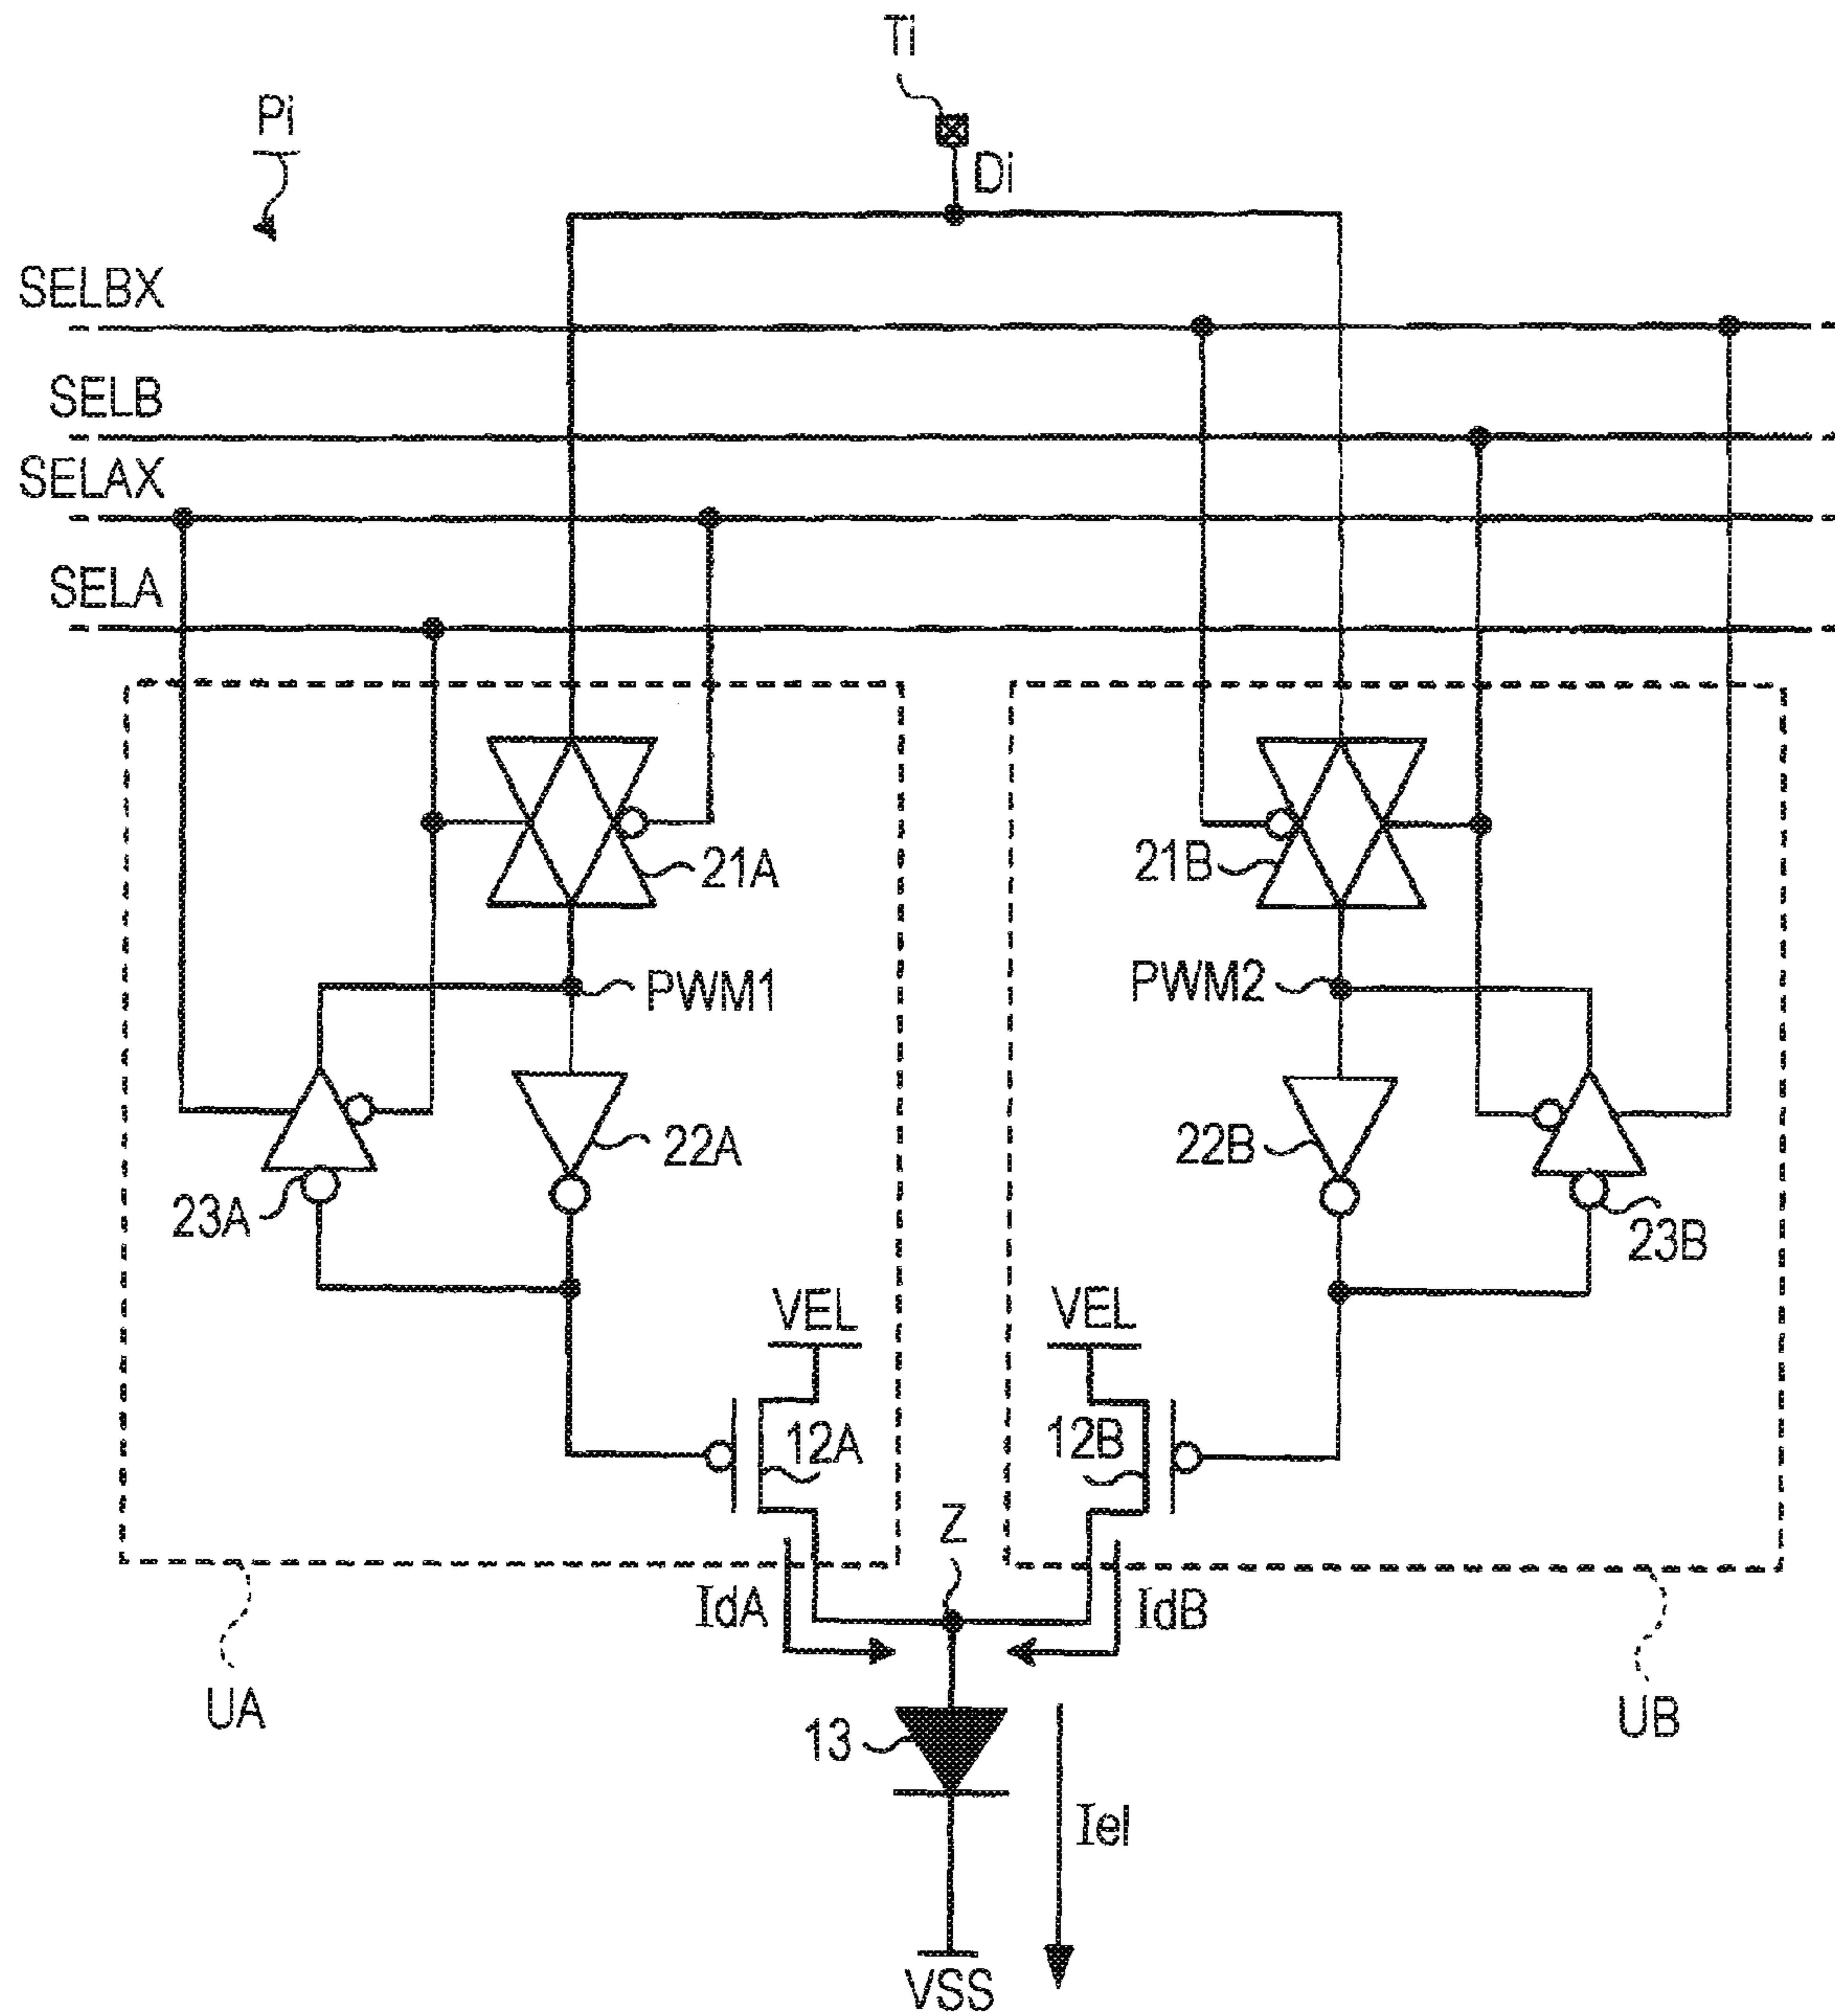 Ti
Pi
Di
SELBX
SELB
SELAX
SELA
21A
21B
PWM1
PWM2
22A
22B
23A
23B
VEL
VEL
12A
12B
Z
IdA
IdB
UA
UB
13
Iel
VSS